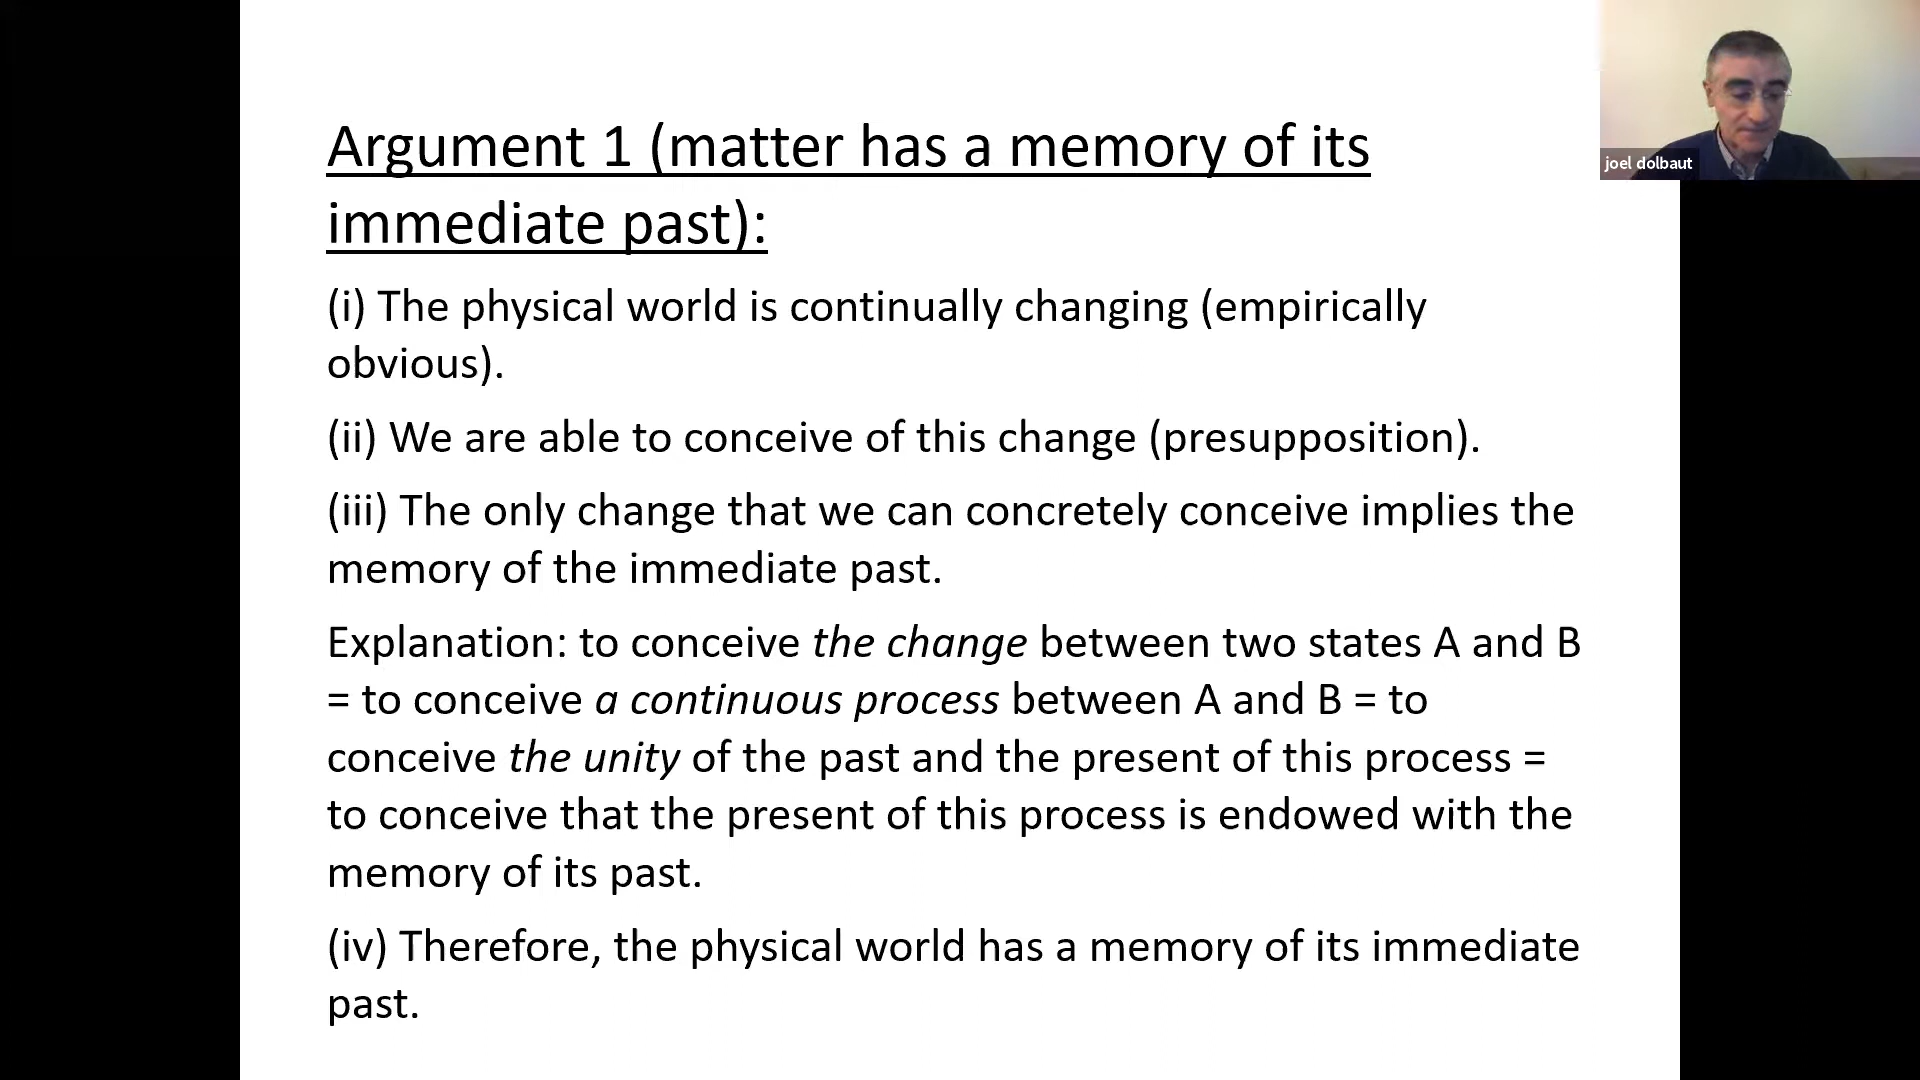 Argument 1 (matter has a memory of its
immediate past):
(i) The physical world is continually changing (empirically
obvious).
(ii) We are able to conceive of this change (presupposition).
(iii) The only change that we can concretely conceive implies the
memory of the immediate past.
Explanation: to conceive the change between two states A and B
= to conceive a continuous process between A and B = to
conceive the unity of the past and the present of this process =
to conceive that the present of this process is endowed with the
memory of its past.
(iv) Therefore, the physical world has a memory of its immediate
past.
joel dolbaut